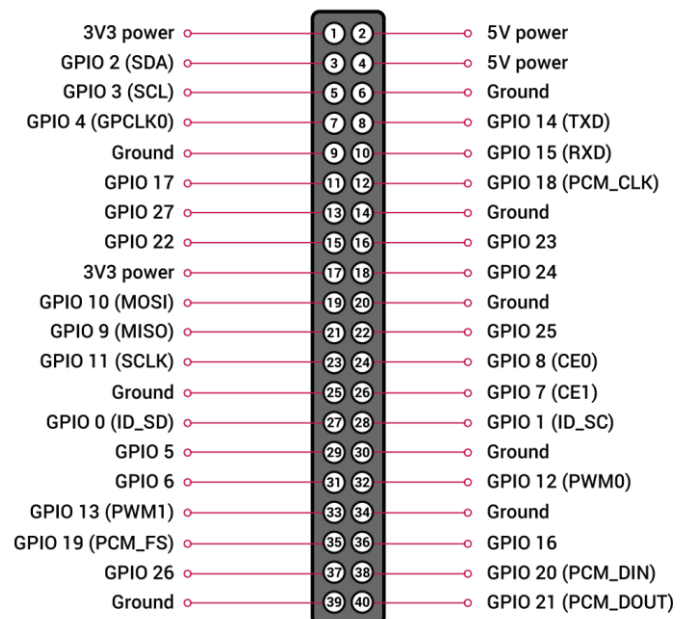 3V3 power 1 2 5V power
GPIO 2 (SDA) 3 4 5V power
GPIO 3 (SCL) 5 6 Ground
GPIO 4 (GPCLK0) 7 8 GPIO 14 (TXD)
Ground 9 10 GPIO 15 (RXD)
GPIO 17 11 12 GPIO 18 (PCM_CLK)
GPIO 27 13 14 Ground
GPIO 22 15 16 GPIO 23
3V3 power 17 18 GPIO 24
GPIO 10 (MOSI) 19 20 Ground
GPIO 9 (MISO) 21 22 GPIO 25
GPIO 11 (SCLK) 23 24 GPIO 8 (CE0)
Ground 25 26 GPIO 7 (CE1)
GPIO 0 (ID_SD) 27 28 GPIO 1 (ID_SC)
GPIO 5 29 30 Ground
GPIO 6 31 32 GPIO 12 (PWM0)
GPIO 13 (PWM1) 33 34 Ground
GPIO 19 (PCM_FS) 35 36 GPIO 16
GPIO 26 37 38 GPIO 20 (PCM_DIN)
Ground 39 40 GPIO 21 (PCM_DOUT)